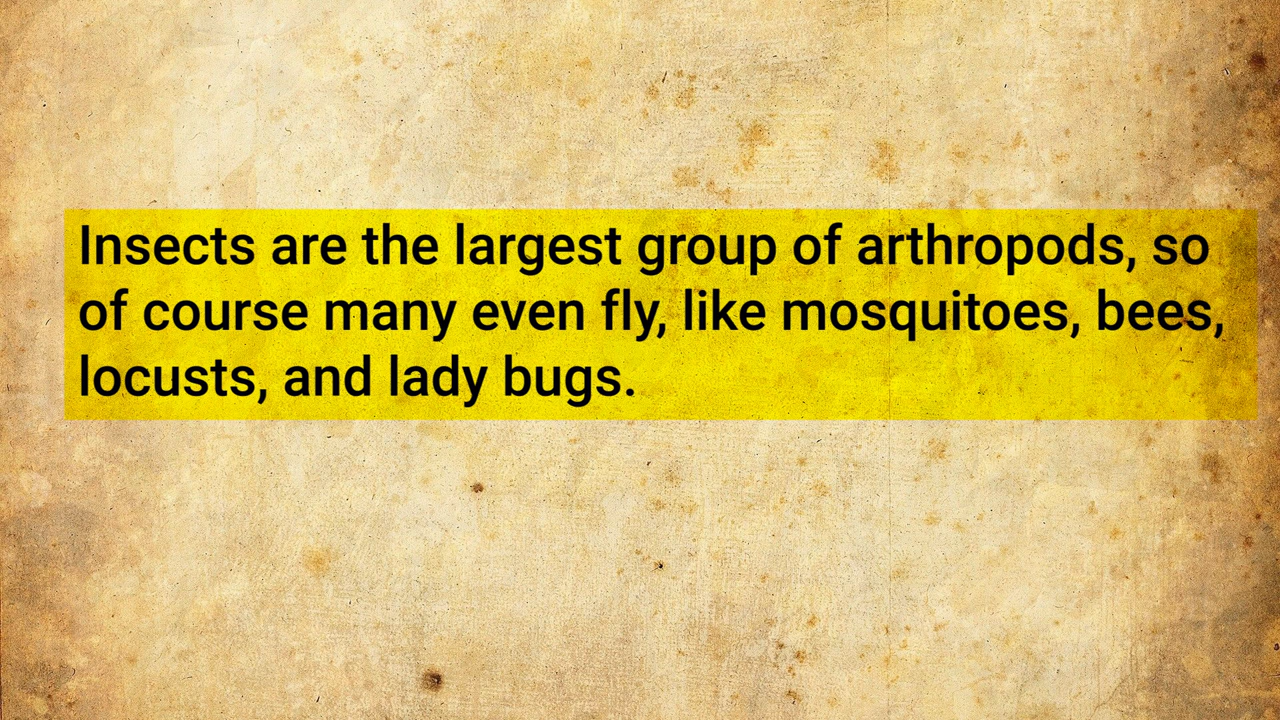 Insects are the largest group of arthropods, so
of course many even fly, like mosquitoes, bees,
locusts, and lady bugs.